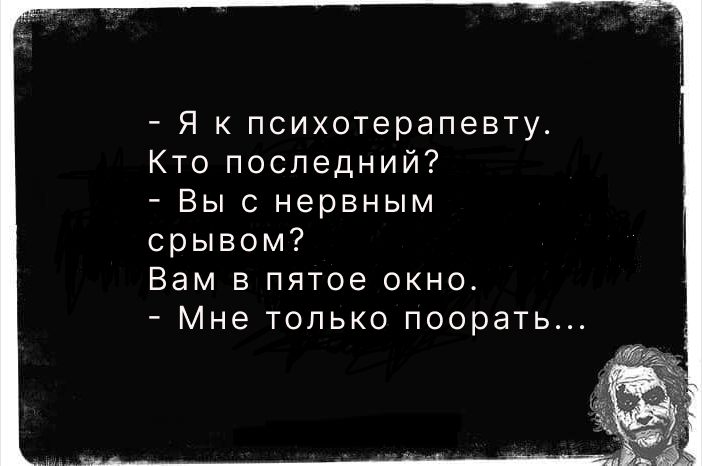 - Я к психотерапевту.
Кто последний?
- Вы с нервным
срывом?
Вам в пятое окно.
- Мне только поорать...